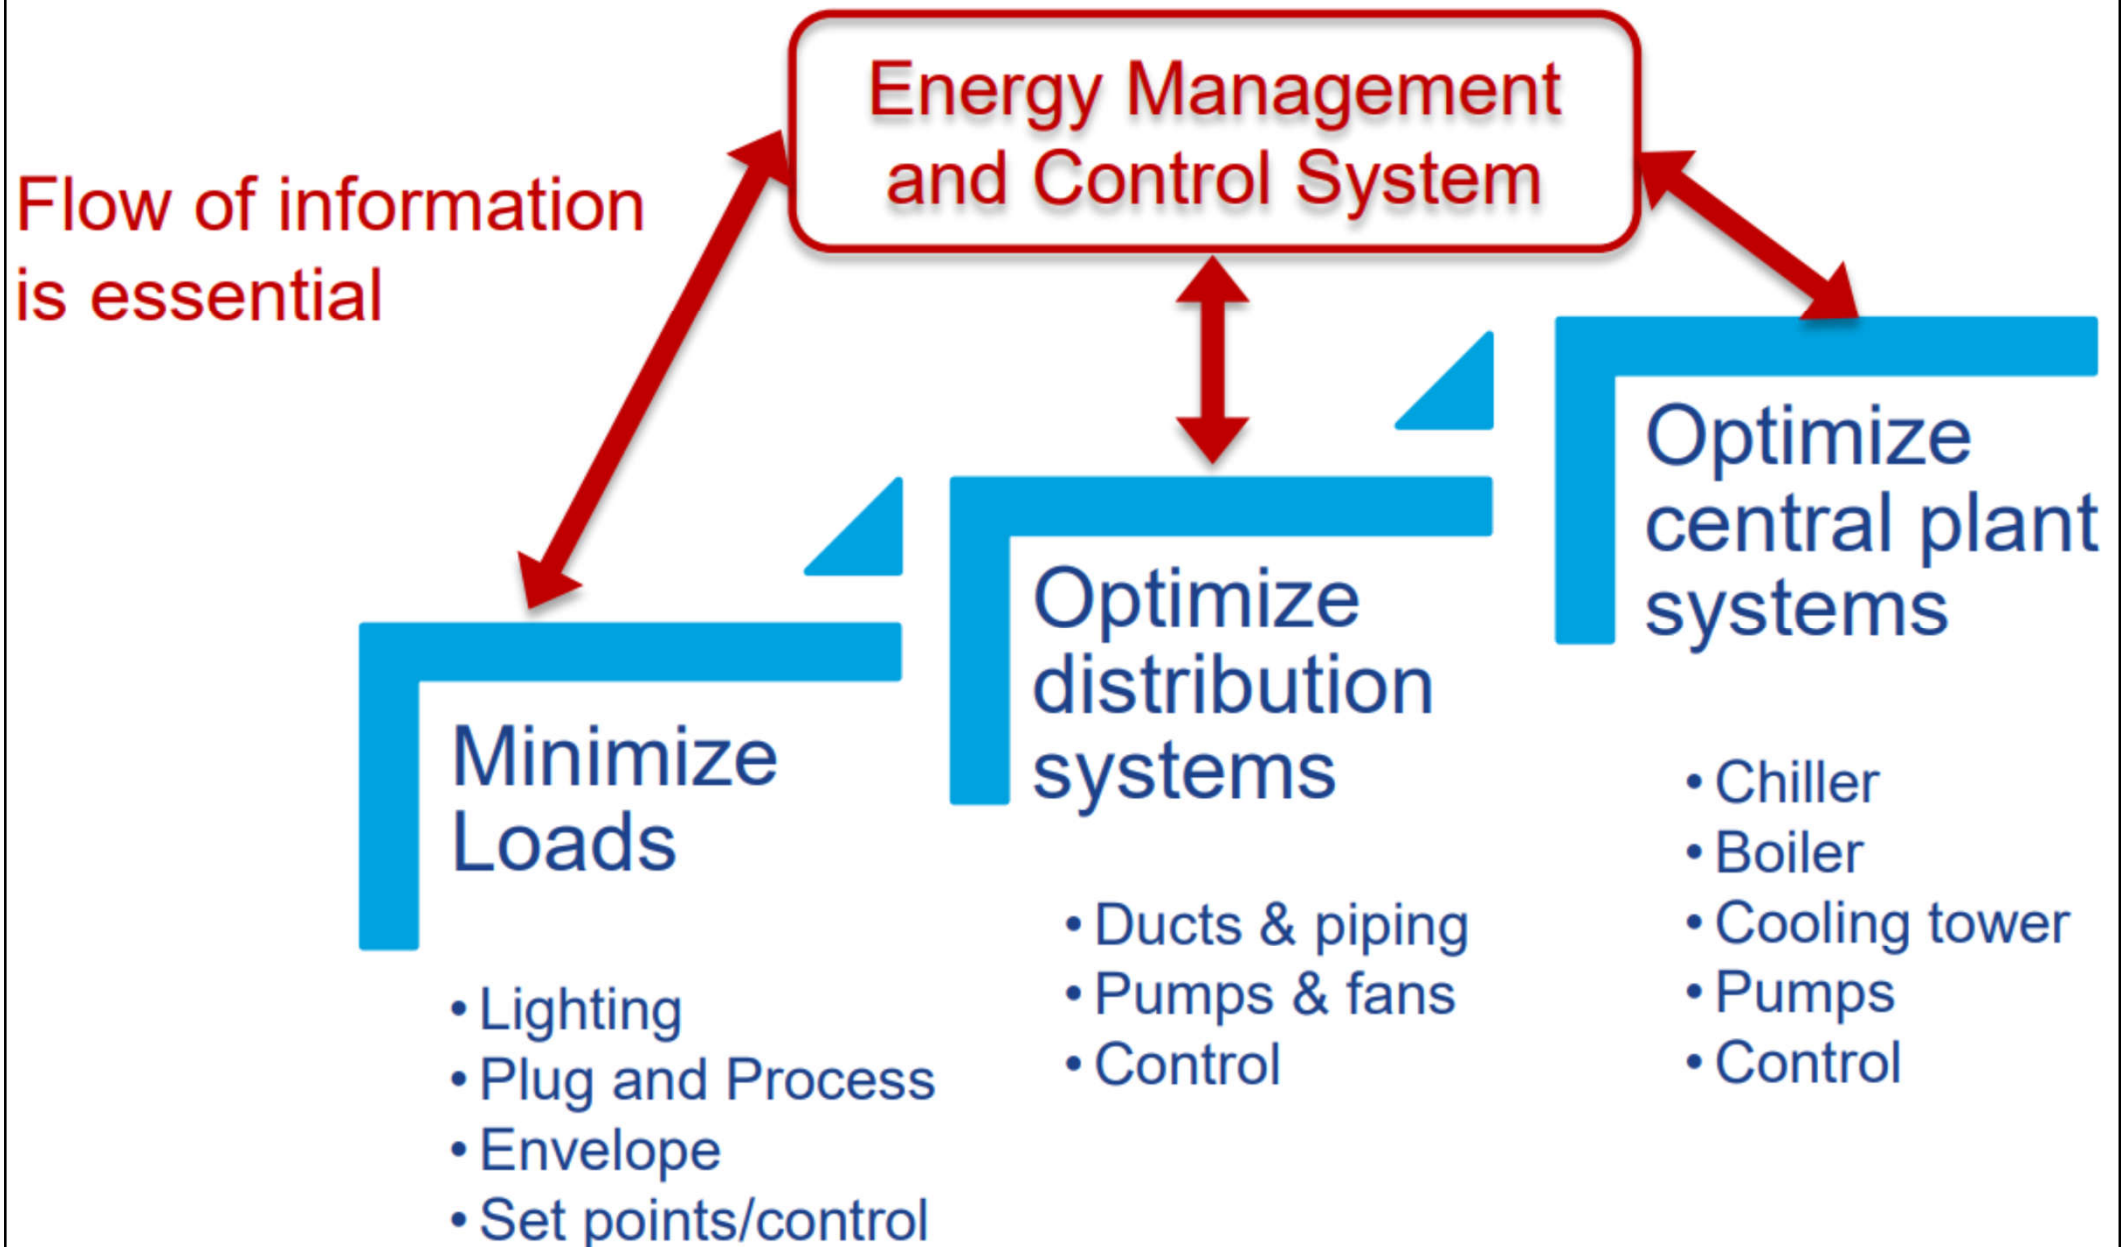 Energy Management
and Control System
Flow of information
is essential
Minimize
Loads
• Lighting
• Plug and Process
• Envelope
• Set points/control
Optimize
distribution
systems
• Ducts & piping
• Pumps & fans
• Control
Optimize
central plant
systems
• Chiller
• Boiler
• Cooling tower
• Pumps
• Control